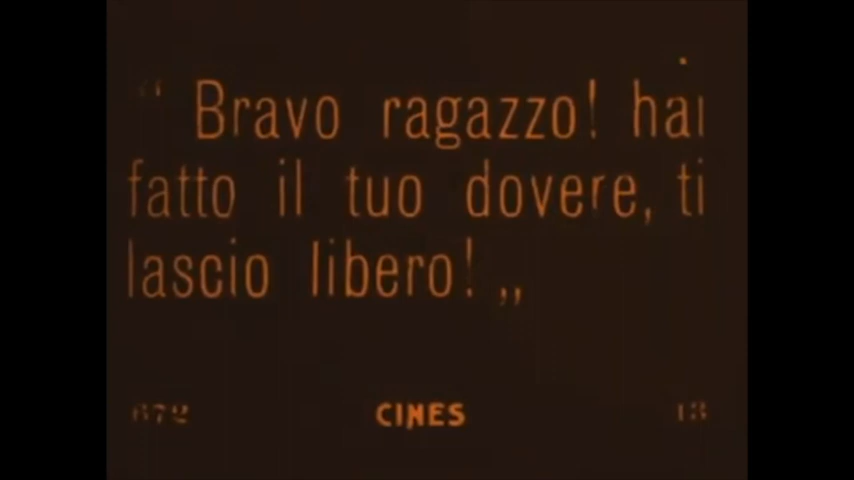 “ Bravo ragazzo! hai
fatto il tuo dovere, ti
lascio libero! „
672 CINES 13